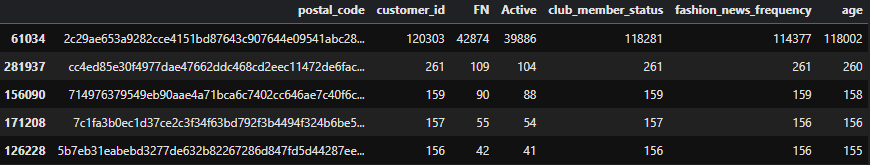 postal_code customer_id FN Active club_member_status fashion_news_frequency age
61034 2c29ae653a9282cce4151bd87643c907644e09541abc28... 120303 42874 39886 118281 114377 118002
281937 cc4ed85e30f4977dae47662ddc468cd2eec11472de6fac... 261 109 104 261 261 260
156090 714976379549eb90aae4a71bca6c7402cc646ae7c40f6c... 159 90 88 159 159 158
171208 7c1fa3b0ec1d37ce2c3f34f63bd792f3b4494f324b6be5... 157 55 54 157 156 156
126228 5b7eb31eabebd3277de632b82267286d847fd5d44287ee... 156 42 41 156 156 155